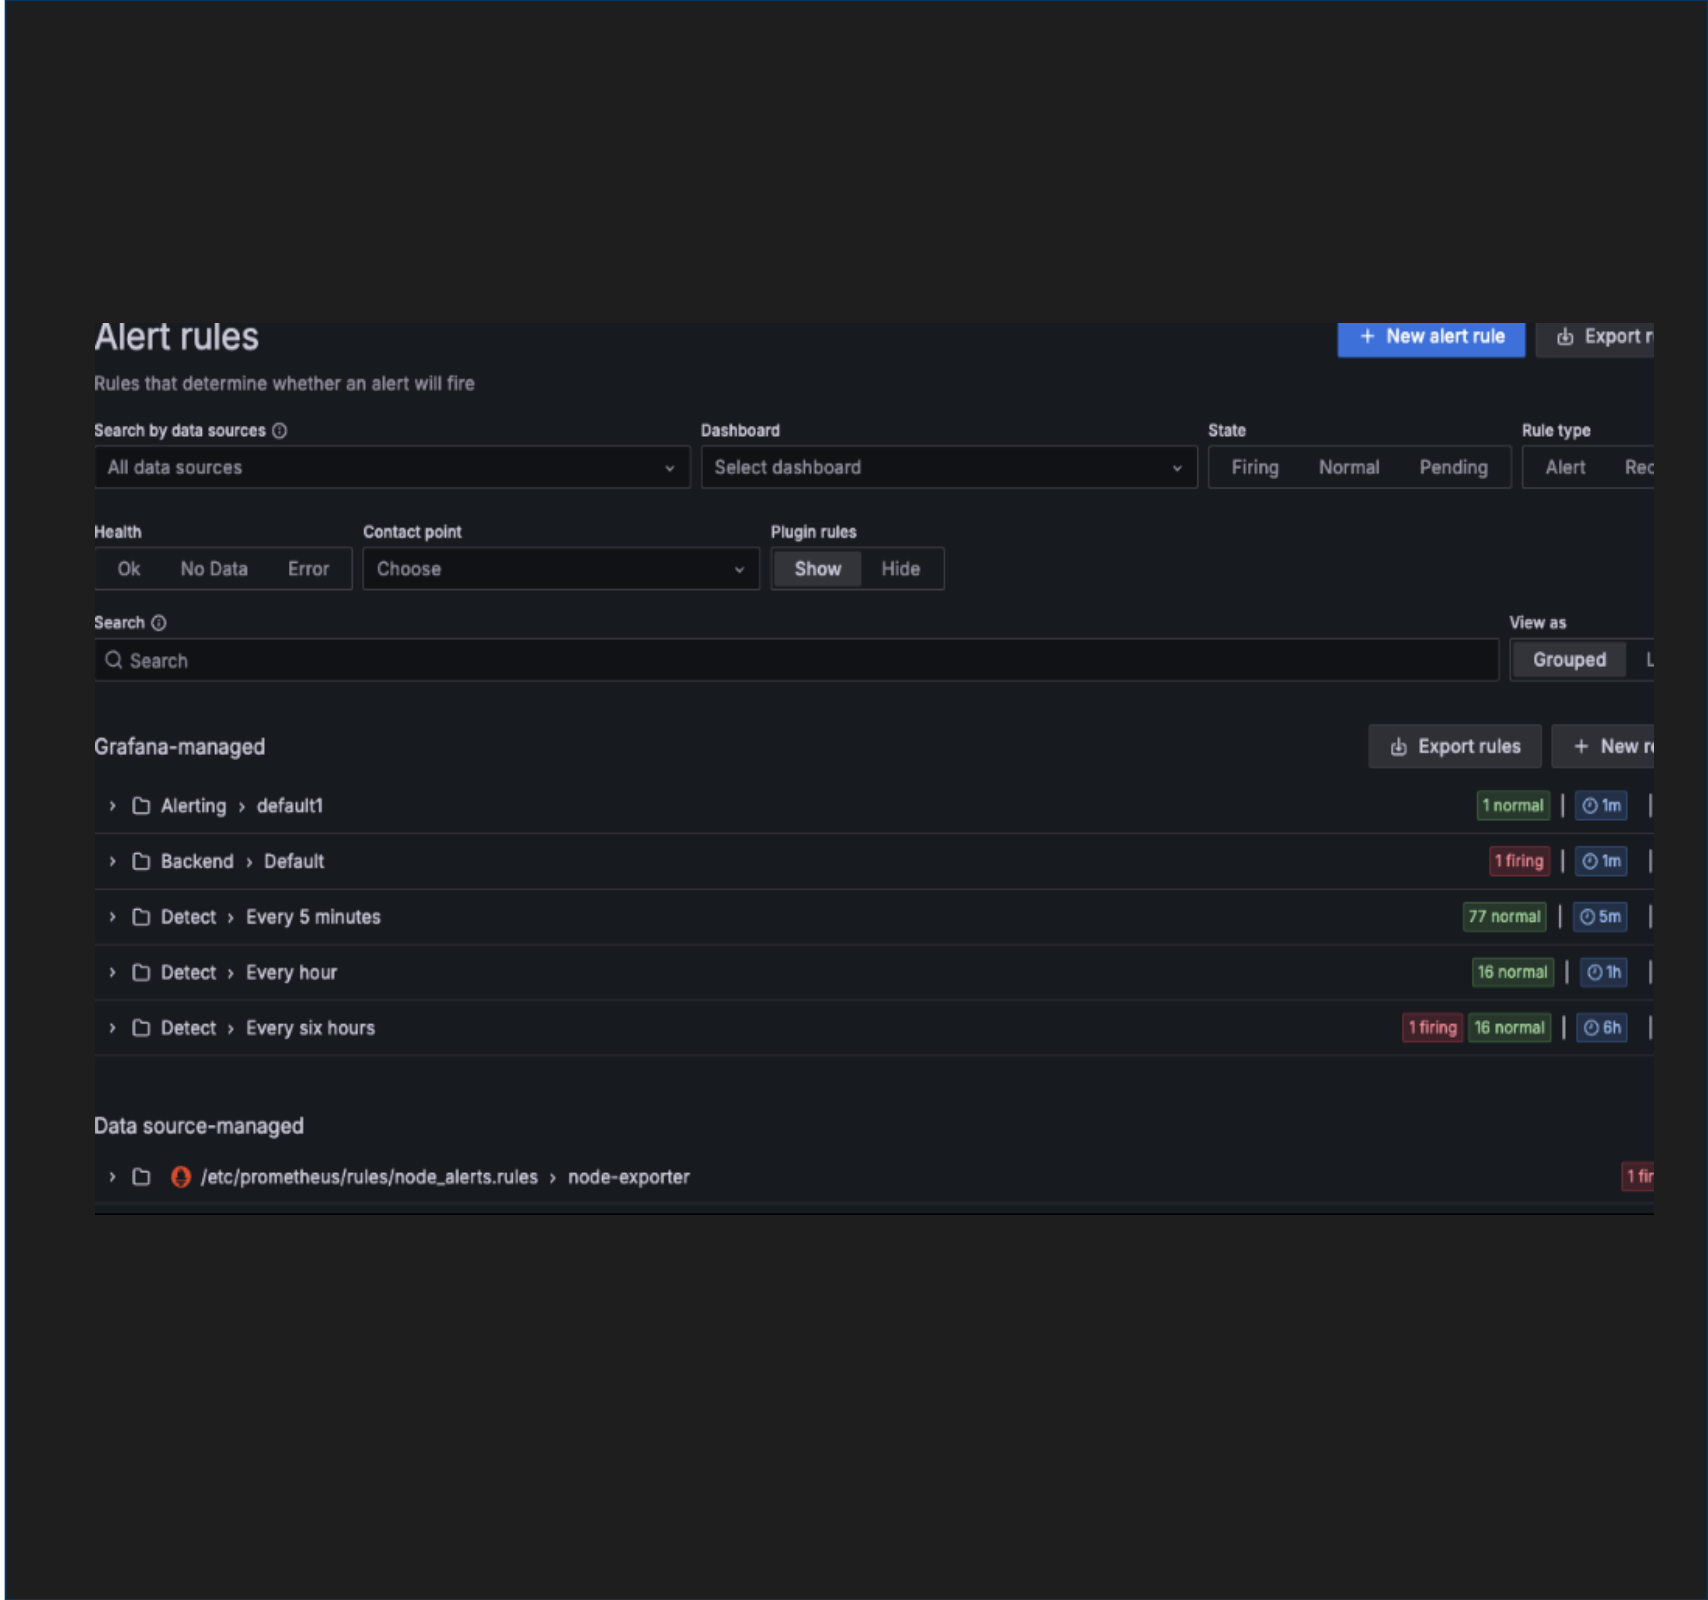 Alert rules + New alert rule Export
Rules that determine whether an alert will fire
Search by data sources Dashboard State Rule type
All data sources Select dashboard Firing Normal Pending Alert
Health Contact point Plugin rules
Ok No Data Error Choose Show Hide
Search View as
Search Grouped
Grafana-managed Export rules + New
> Alerting > default1 1 normal | 1m |
> Backend > Default 1 firing | 1m |
> Detect > Every 5 minutes 77 normal | 5m |
> Detect > Every hour 16 normal | 1h |
> Detect > Every six hours 1 firing 16 normal | 6h |
Data source-managed
> /etc/prometheus/rules/node_alerts.rules > node-exporter 1